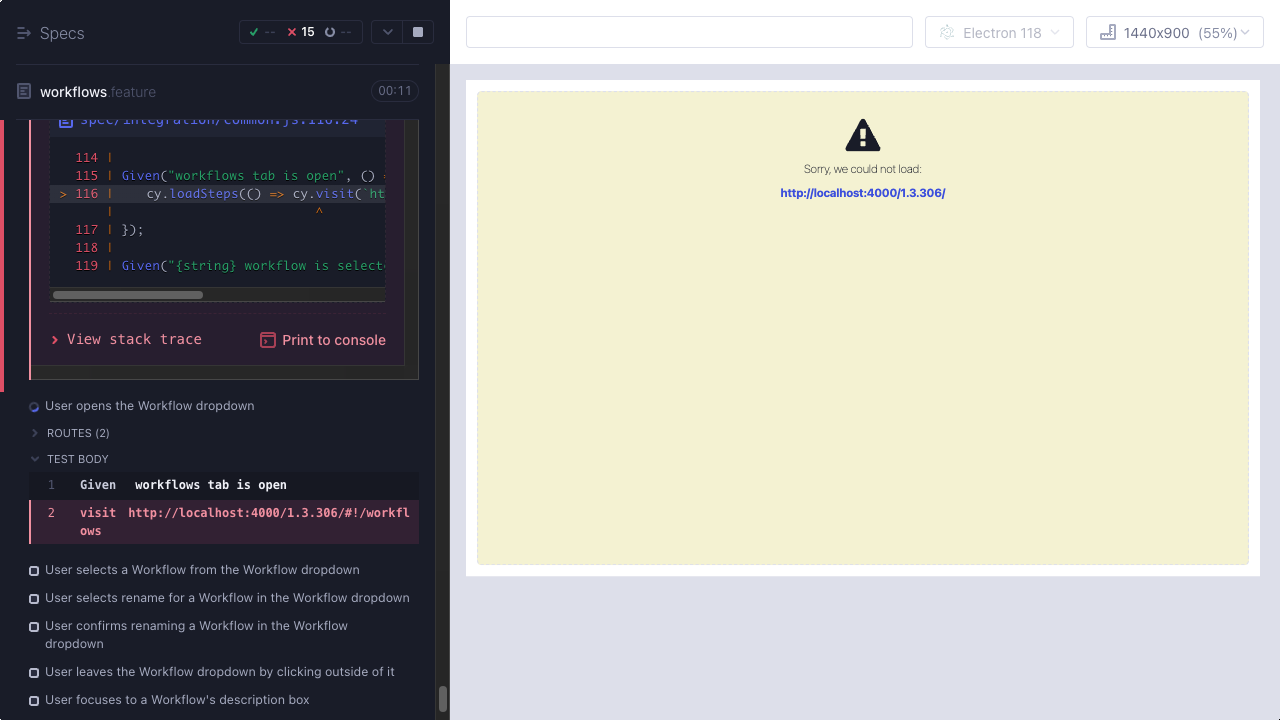 Specs
-- 15 --
workflows feature
00:11
spec/integration/common.js:116:24
114 |
115 | Given("workflows tab is open", () =
> 116 | cy.loadSteps(() => cy.visit(`ht
| ^
117 | });
118 |
119 | Given("{string} workflow is selecte
View stack trace
Print to console
User opens the Workflow dropdown
ROUTES (2)
TEST BODY
1 Given workflows tab is open
2 visit http://localhost:4000/1.3.306/#!/workfl
ows
User selects a Workflow from the Workflow dropdown
User selects rename for a Workflow in the Workflow dropdown
User confirms renaming a Workflow in the Workflow
dropdown
User leaves the Workflow dropdown by clicking outside of it
User focuses to a Workflow's description box
Electron 118
1440x900 (55%)
Sorry, we could not load:
http://localhost:4000/1.3.306/